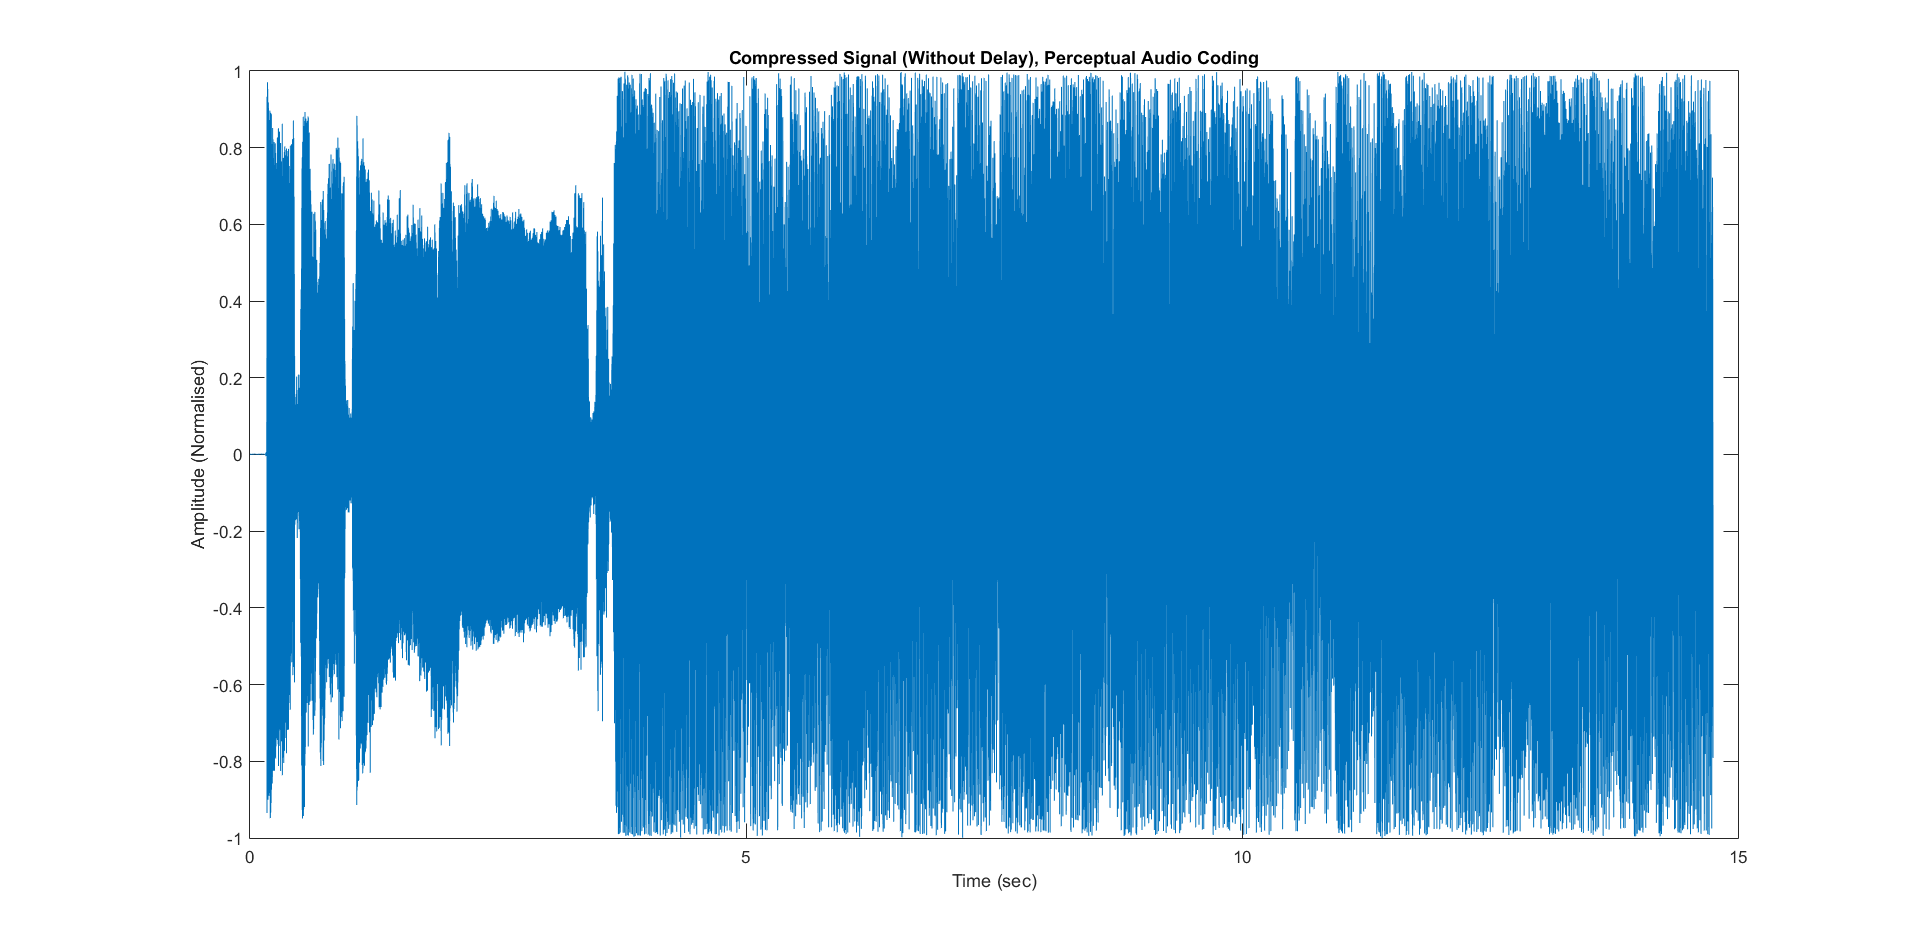 Compressed Signal (Without Delay), Perceptual Audio Coding
1
0.8
0.6
0.4
0.2
0
-0.2
-0.4
-0.6
-0.8
-1
Amplitude (Normalised)
0 5 10 15
Time (sec)